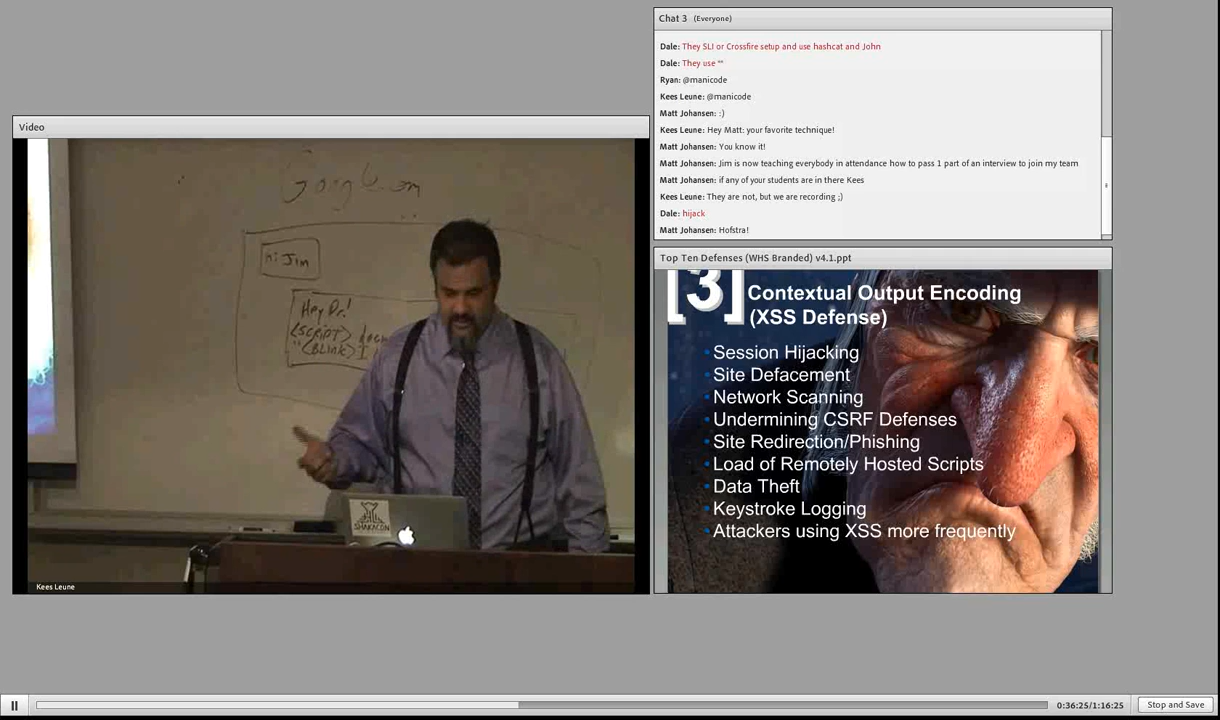 Chat 3 (Everyone)
Dale: They SLI or Crossfire setup and use hashcat and John
Dale: They use **
Ryan: @manicode
Kees Leune: @manicode
Matt Johansen: :)
Kees Leune: Hey Matt: your favorite technique!
Matt Johansen: You know it!
Matt Johansen: Jim is now teaching everybody in attendance how to pass 1 part of an interview to join my team
Matt Johansen: if any of your students are in there Kees
Kees Leune: They are not, but we are recording ;)
Dale: hijack
Matt Johansen: Hofstra!
Video
hi Jim
Hey Dr!
<SCRIPT> docu
"<BLINK>
SHAKACON
Kees Leune
Top Ten Defenses (WHS Branded) v4.1.ppt
[3] Contextual Output Encoding
(XSS Defense)
• Session Hijacking
• Site Defacement
• Network Scanning
• Undermining CSRF Defenses
• Site Redirection/Phishing
• Load of Remotely Hosted Scripts
• Data Theft
• Keystroke Logging
• Attackers using XSS more frequently
0:36:25/1:16:25
Stop and Save